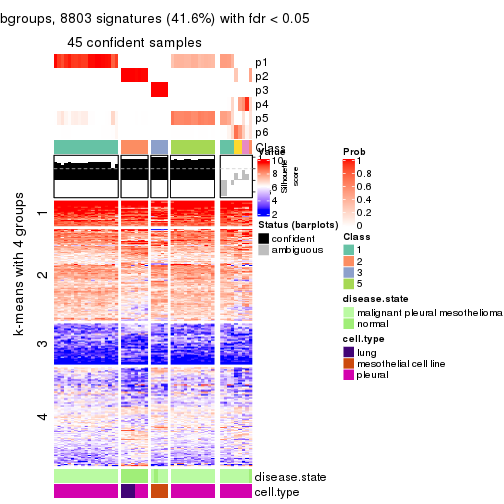 bgroups, 8803 signatures (41.6%) with fdr < 0.05
45 confident samples
p1
p2
p3
p4
p5
p6
Class
1
2
3
4
k-means with 4 groups
disease.state
cell.type
Value
10
8
6
4
2
Silhouette
score
Status (barplots)
confident
ambiguous
Prob
1
0.8
0.6
0.4
0.2
0
Class
1
2
3
5
disease.state
malignant pleural mesothelioma
normal
cell.type
lung
mesothelial cell line
pleural